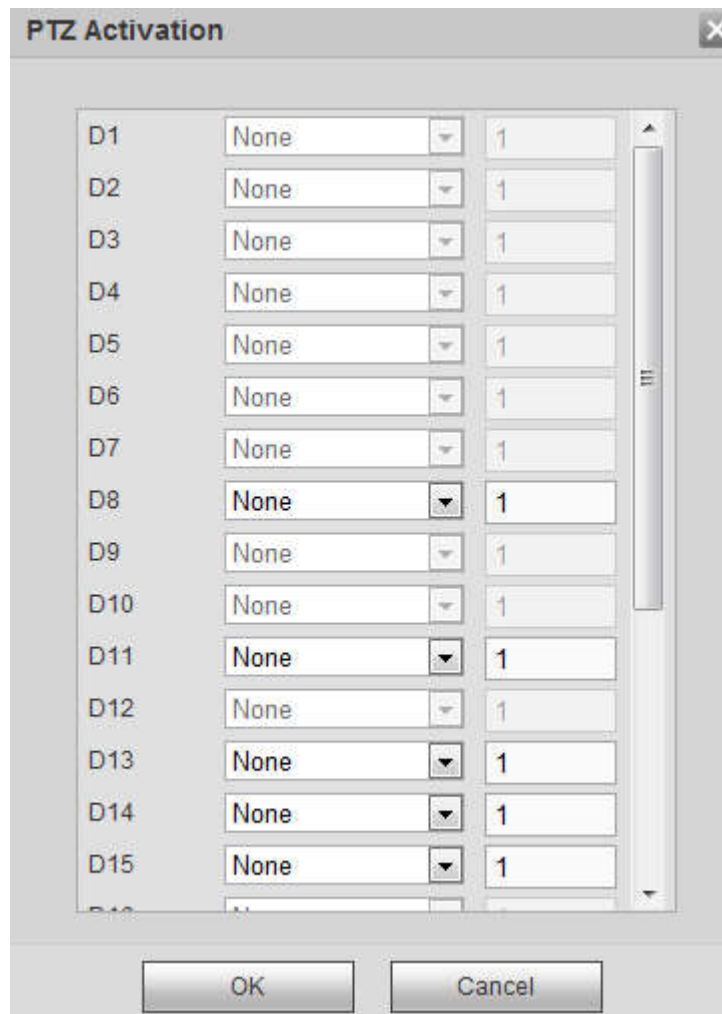 PTZ Activation
D1 None 1
D2 None 1
D3 None 1
D4 None 1
D5 None 1
D6 None 1
D7 None 1
D8 None 1
D9 None 1
D10 None 1
D11 None 1
D12 None 1
D13 None 1
D14 None 1
D15 None 1
OK Cancel